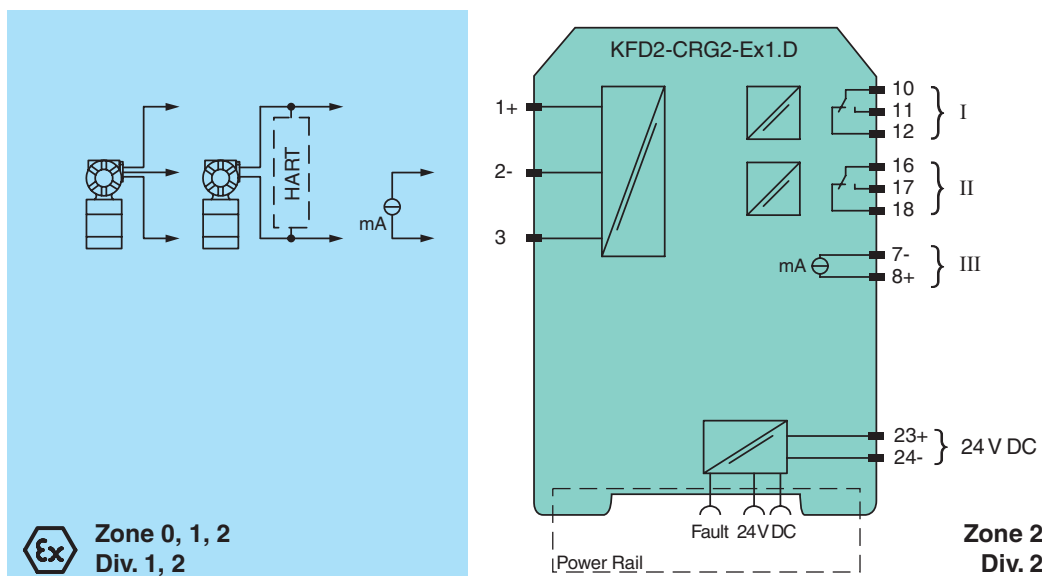 KFD2-CRG2-Ex1.D
1+
2-
3
HART
mA
10
11
12
I
16
17
18
II
mA
7-
8+
III
23+
24-
24 V DC
Fault 24V DC
Power Rail
Ex
Zone 0, 1, 2
Div. 1, 2
Zone 2
Div. 2